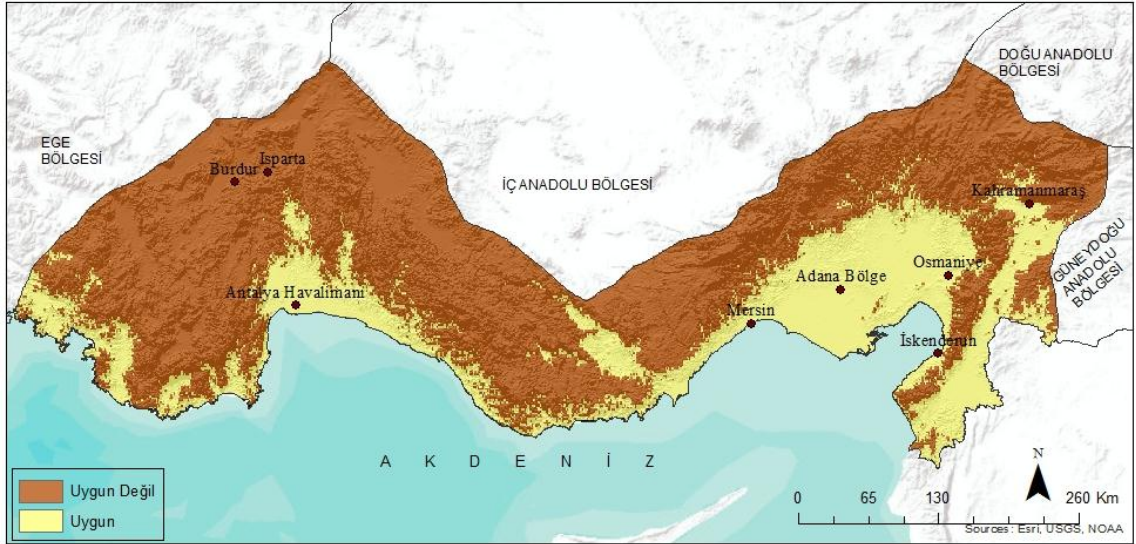 DOĞU ANADOLU
BÖLGESİ
EGE
BÖLGESİ
Burdur
Isparta
İÇ ANADOLU BÖLGESİ
Kahramanmaraş
GÜNEYDOĞU
ANADOLU
BÖLGESİ
Antalya Havalimanı
Adana Bölge
Osmaniye
Mersin
İskenderun
A K D E N İ Z
N
Uygun Değil
Uygun
0 65 130 260 Km
Sources: Esri, USGS, NOAA